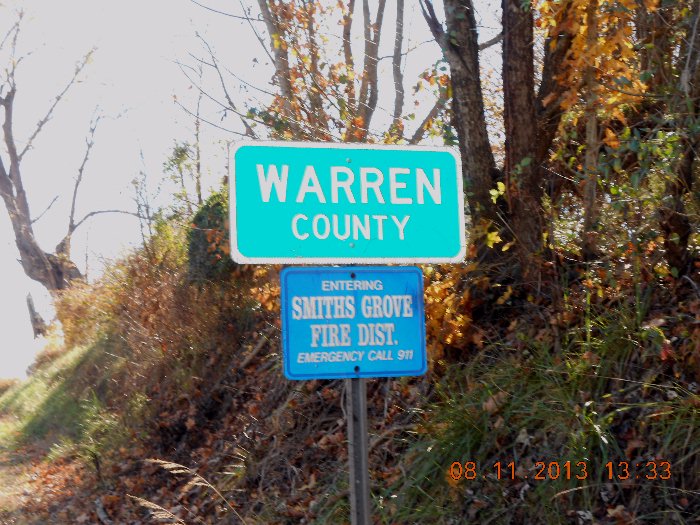 WARREN
COUNTY
ENTERING
SMITHS GROVE
FIRE DIST.
EMERGENCY CALL 911
08.11.2013 13:33